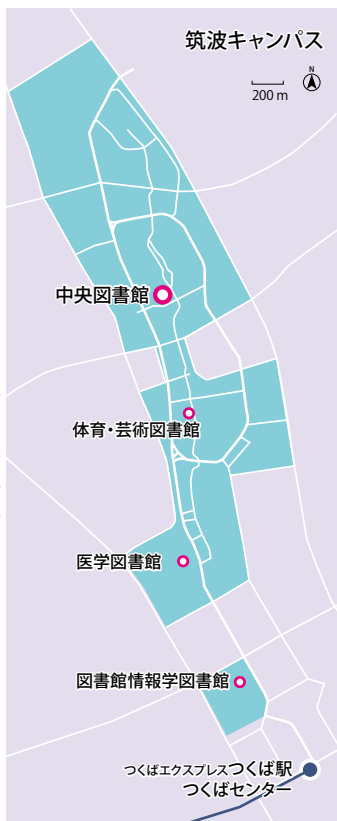 筑波キャンパス
N
200 m
中央図書館
体育・芸術図書館
医学図書館
図書館情報学図書館
つくばエクスプレスつくば駅
つくばセンター